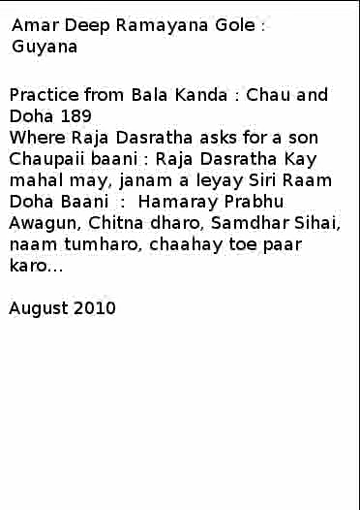 Amar Deep Ramayana Gole :
Guyana
Practice from Bala Kanda : Chau and
Doha 189
Where Raja Dasratha asks for a son
Chaupaii baani : Raja Dasratha Kay
mahal may, janam a leyay Siri Raam
Doha Baani  :  Hamaray Prabhu
Awagun, Chitna dharo, Samdhar Sihai,
naam tumharo, chaahay toe paar
karo...
August 2010